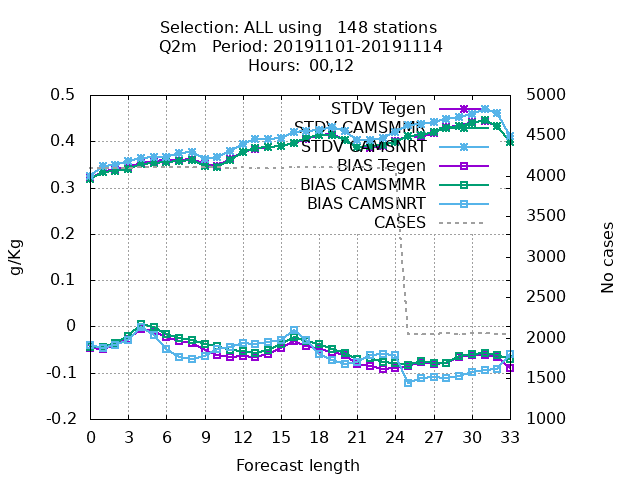 Selection: ALL using   148 stations
Q2m   Period: 20191101-20191114
Hours: 00,12
STDV Tegen
STDV CAMSMMR
STDV CAMSNRT
BIAS Tegen
BIAS CAMSMMR
BIAS CAMSNRT
CASES
0.5
0.4
0.3
0.2
0.1
0
-0.1
-0.2
g/Kg
5000
4500
4000
3500
3000
2500
2000
1500
1000
No cases
0 3 6 9 12 15 18 21 24 27 30 33
Forecast length